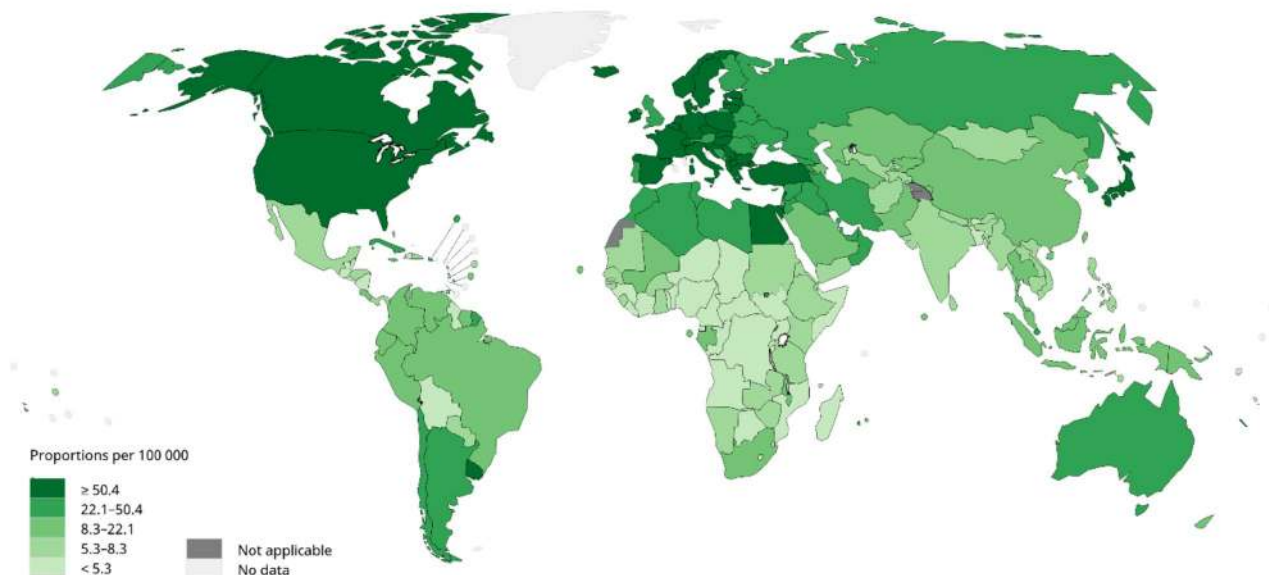 Proportions per 100 000
≥ 50.4
22.1–50.4
8.3–22.1
5.3–8.3
< 5.3
Not applicable
No data